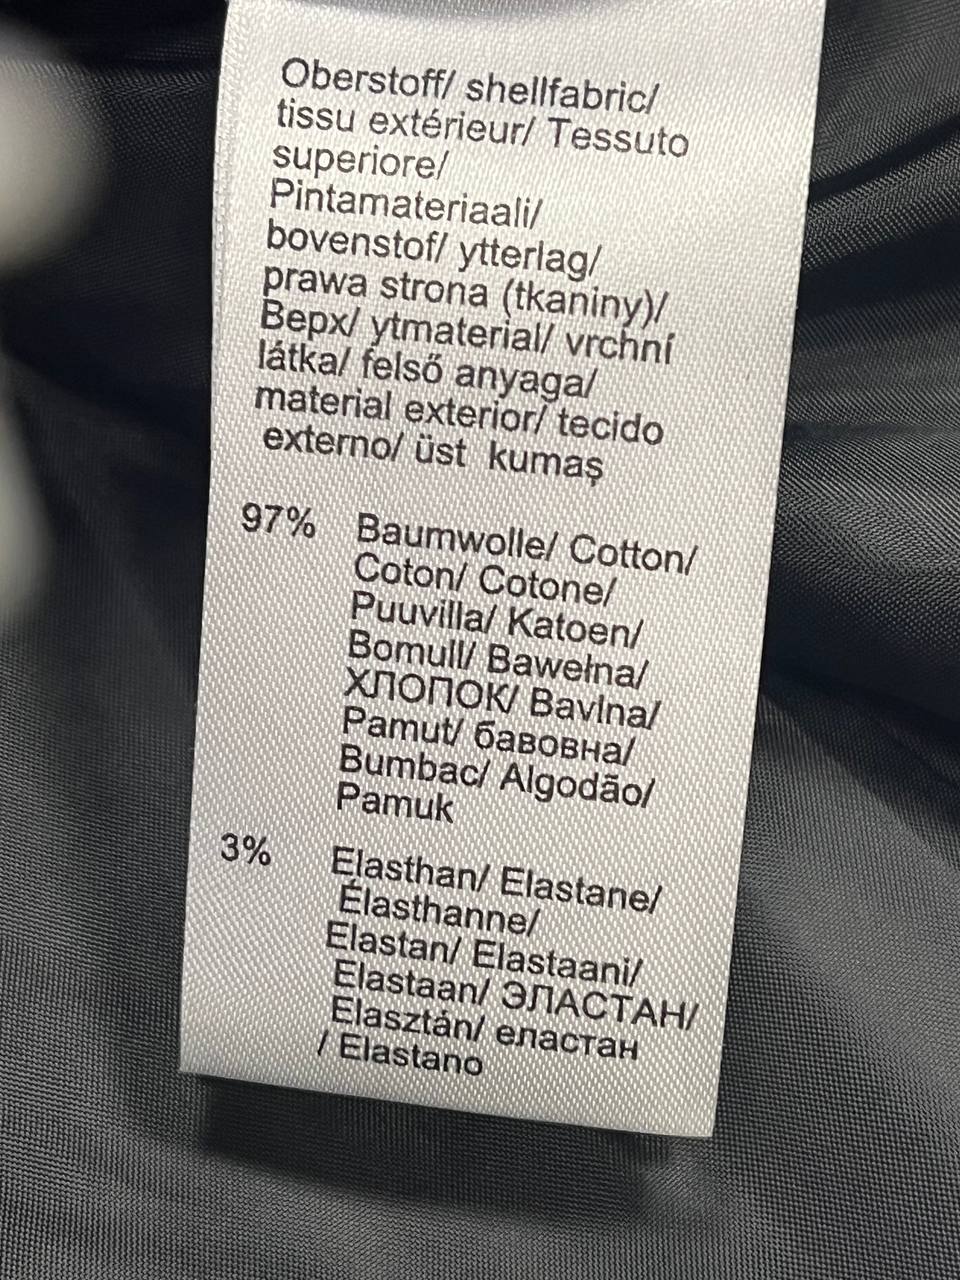 Oberstoff/ shellfabric/
tissu extérieur/ Tessuto
superiore/
Pintamateriaali/
bovenstof/ ytterlag/
prawa strona (tkaniny)/
Верх/ ytmaterial/ vrchní
látka/ felső anyaga/
material exterior/ tecido
externo/ üst kumaş
97% Baumwolle/ Cotton/
Coton/ Cotone/
Puuvilla/ Katoen/
Bomull/ Bawełna/
ХЛОПОК/ Bavlna/
Pamut/ бавовна/
Bumbac/ Algodão/
Pamuk
3% Elasthan/ Elastane/
Élasthanne/
Elastan/ Elastaani/
Elastaan/ ЭЛАСТАН/
Elasztán/ еластан
/ Elastano